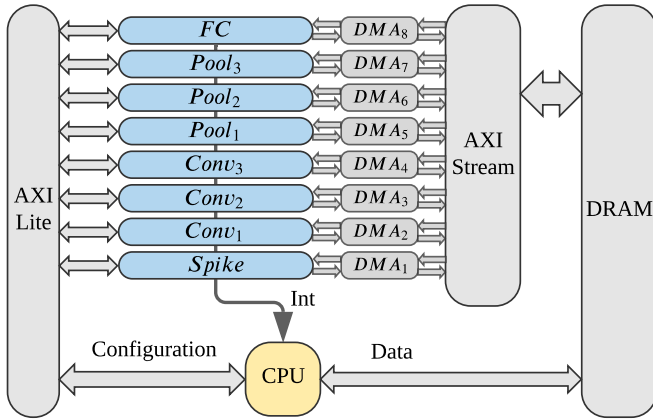 FC DMA₈
Pool₃ DMA₇
Pool₂ DMA₆
Pool₁ DMA₅
Conv₃ DMA₄
Conv₂ DMA₃
Conv₁ DMA₂
Spike DMA₁
AXI
Lite
AXI
Stream
DRAM
Int
Configuration
CPU
Data